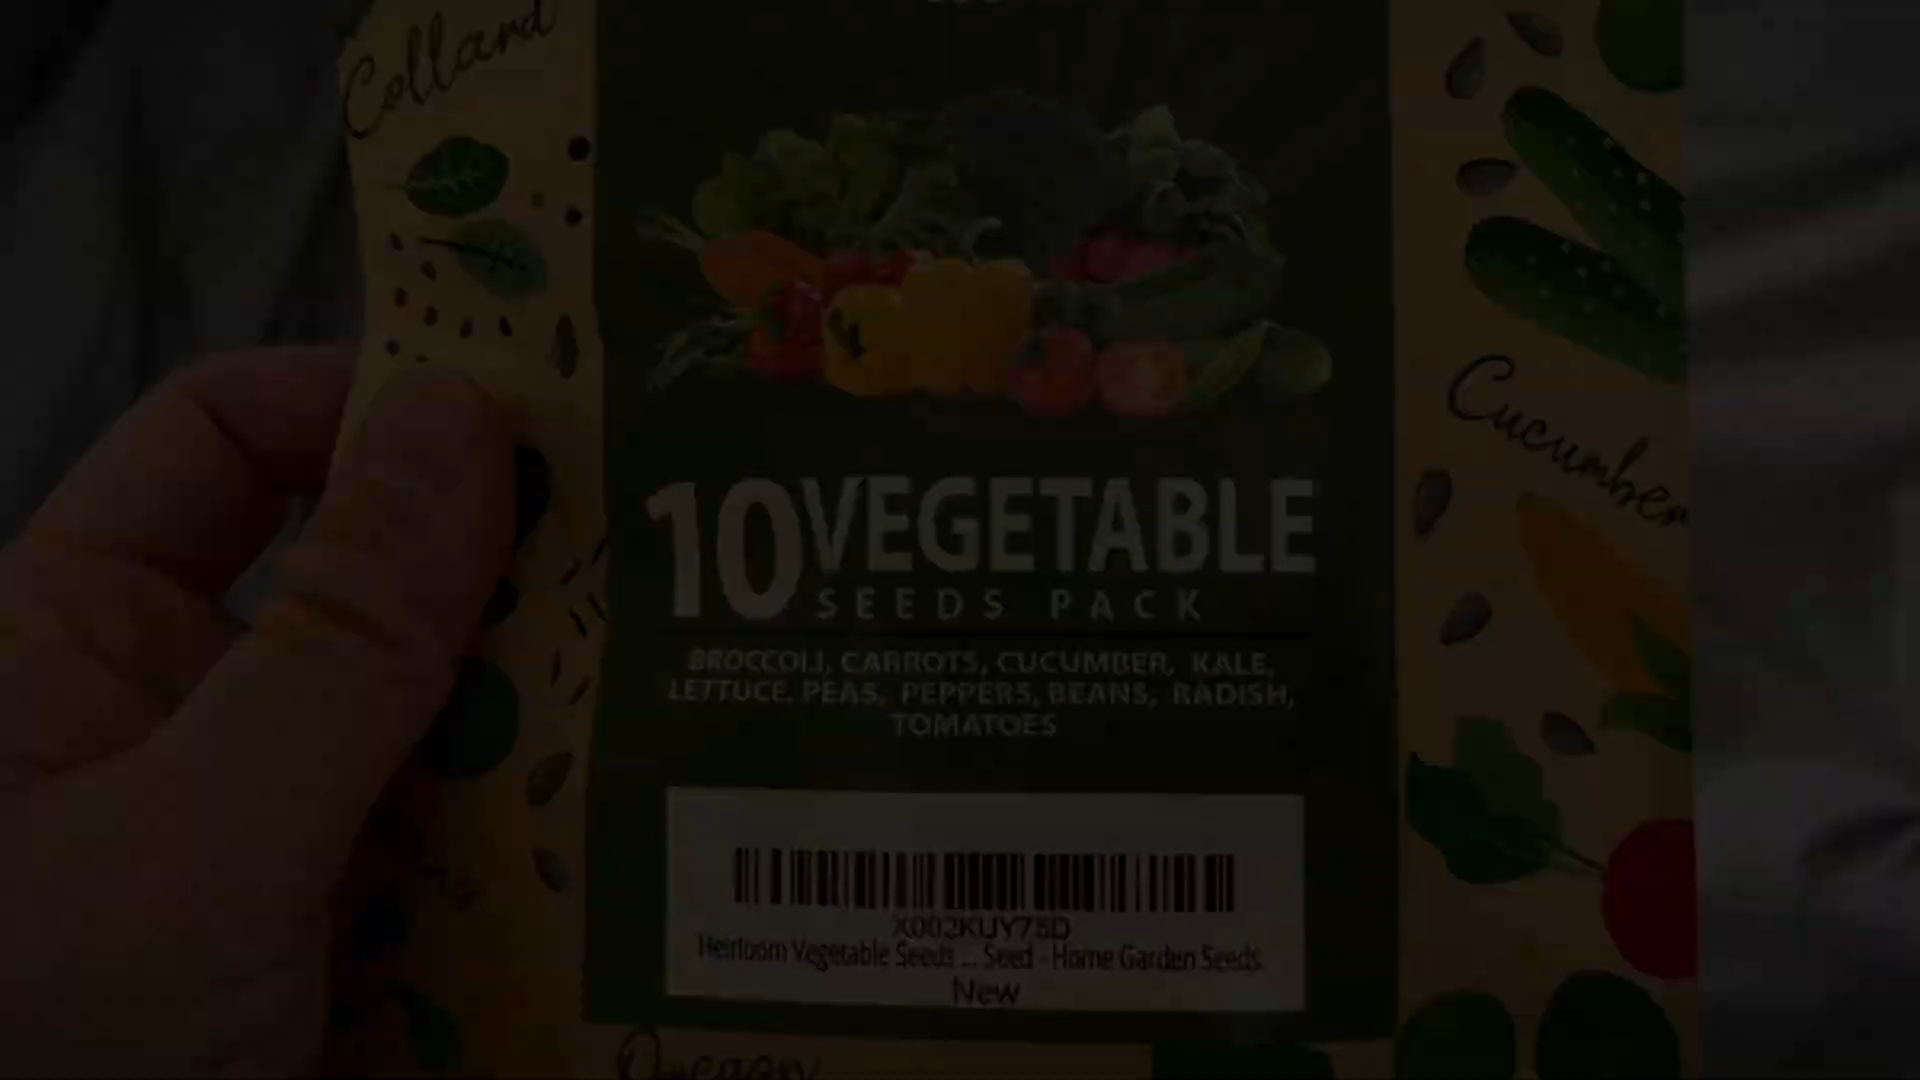 Collard
Cucumber
10 VEGETABLE
SEEDS PACK
BROCCOLI, CARROTS, CUCUMBER, KALE,
LETTUCE, PEAS, PEPPERS, BEANS, RADISH,
TOMATOES
X002KUY75D
Heirloom Vegetable Seeds ... Seed - Home Garden Seeds
New